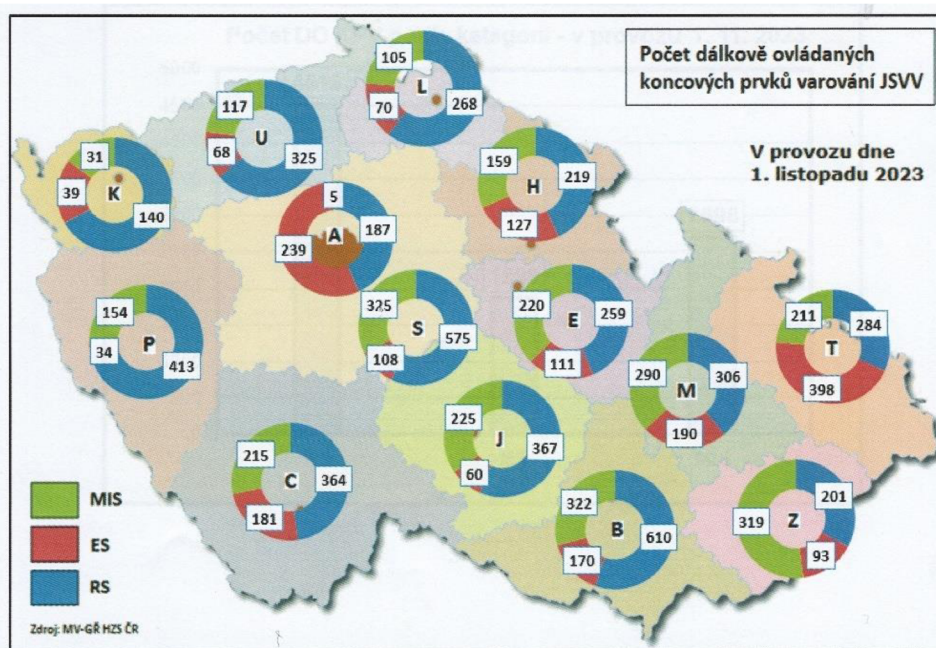 Počet dálkově ovládaných
koncových prvků varování JSVV
V provozu dne
1. listopadu 2023
105
L
70
268
117
U
68
325
31
K
39
140
159
H
219
127
5
A
187
239
325
S
575
108
220
E
259
111
154
P
34
413
211
T
284
398
290
M
306
190
225
J
367
60
215
C
364
181
322
B
610
170
319
Z
201
93
MIS
ES
RS
Zdroj: MV-GŘ HZS ČR